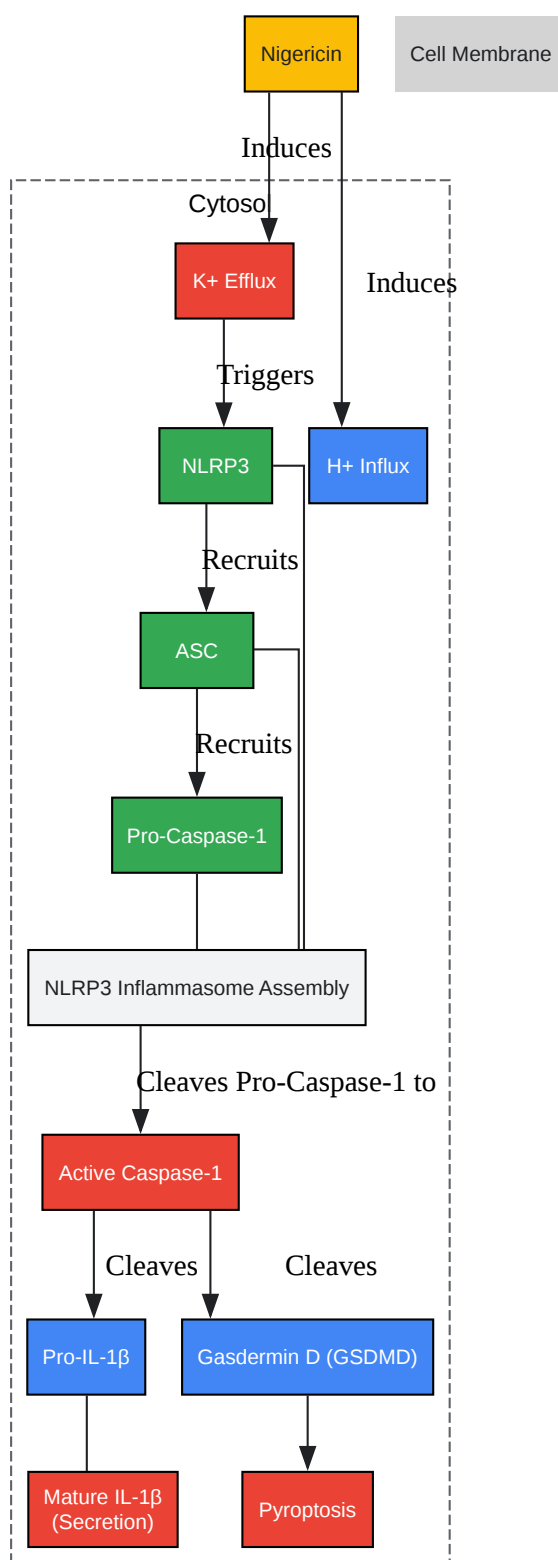 Nigericin
Cell Membrane
Induces
Cytosol
K+ Efflux
Induces
Triggers
NLRP3
H+ Influx
Recruits
ASC
Recruits
Pro-Caspase-1
NLRP3 Inflammasome Assembly
Cleaves Pro-Caspase-1 to
Active Caspase-1
Cleaves
Cleaves
Pro-IL-1β
Gasdermin D (GSDMD)
Mature IL-1β
(Secretion)
Pyroptosis